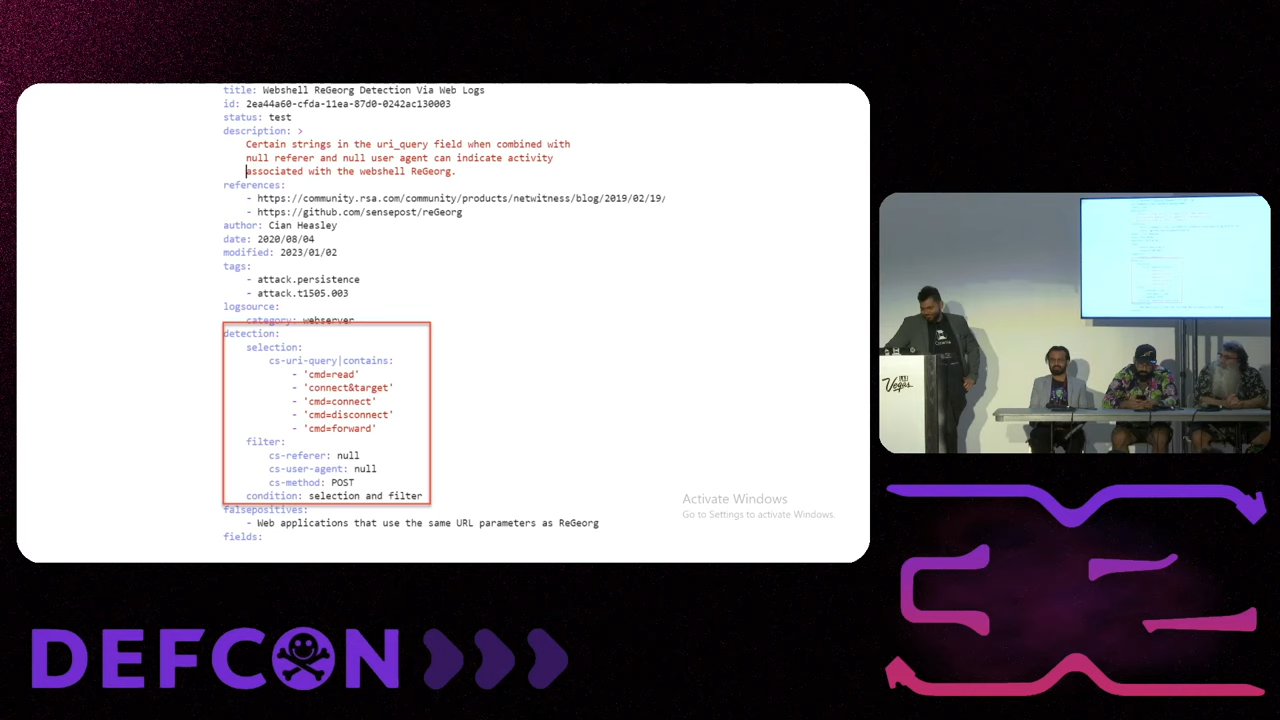 title: Webshell ReGeorg Detection Via Web Logs
id: 2ea44a60-cfda-11ea-87d0-0242ac130003
status: test
description: >
Certain strings in the uri_query field when combined with
null referer and null user agent can indicate activity
associated with the webshell ReGeorg.
references:
- https://community.rsa.com/community/products/netwitness/blog/2019/02/19/
- https://github.com/sensepost/reGeorg
author: Cian Heasley
date: 2020/08/04
modified: 2023/01/02
tags:
- attack.persistence
- attack.t1505.003
logsource:
category: webserver
detection:
selection:
cs-uri-query|contains:
- 'cmd=read'
- 'connect&target'
- 'cmd=connect'
- 'cmd=disconnect'
- 'cmd=forward'
filter:
cs-referer: null
cs-user-agent: null
cs-method: POST
condition: selection and filter
falsepositives:
- Web applications that use the same URL parameters as ReGeorg
fields:
Activate Windows
Go to Settings to activate Windows.
Vegas
DEFCON